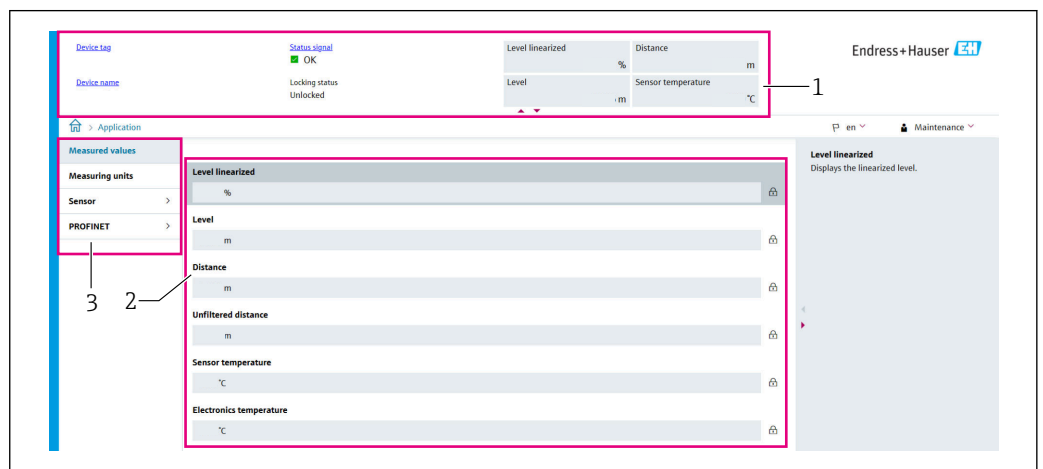 Device tag
Status signal
OK
Level linearized
%
Distance
m
Endress+Hauser EH
Device name
Locking status
Unlocked
Level
m
Sensor temperature
°C
1
> Application
en
Maintenance
Measured values
Measuring units
Sensor >
PROFINET >
3
2
Level linearized
%
Level
m
Distance
m
Unfiltered distance
m
Sensor temperature
°C
Electronics temperature
°C
Level linearized
Displays the linearized level.